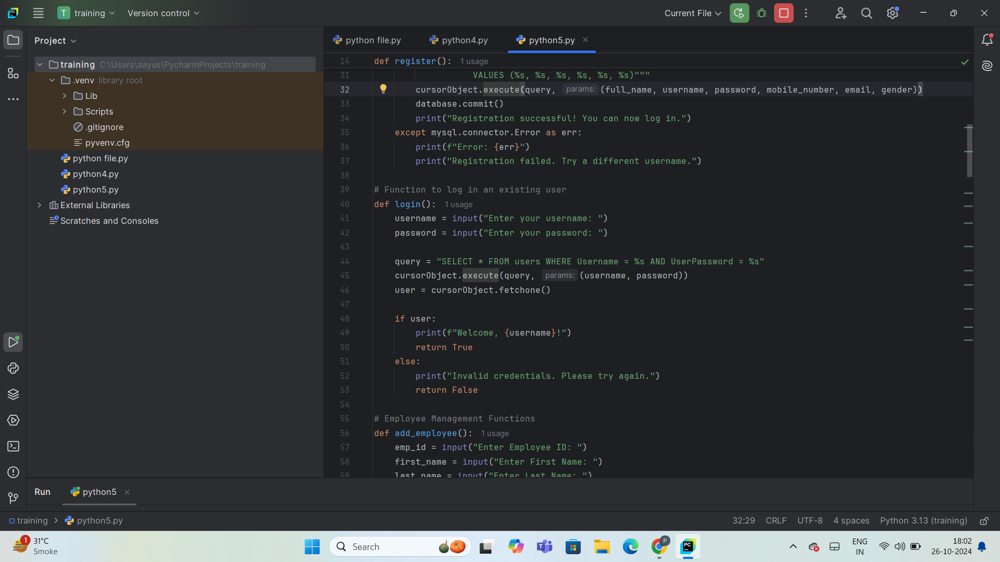 PC
T training
Version control
Current File
Project
python file.py
python4.py
python5.py
training C:\Users\aayus\PycharmProjects\training
.venv library root
Lib
Scripts
.gitignore
pyvenv.cfg
python file.py
python4.py
python5.py
External Libraries
Scratches and Consoles
14 def register(): 1 usage
31 VALUES (%s, %s, %s, %s, %s, %s)"""
32 cursorObject.execute(query, params: (full_name, username, password, mobile_number, email, gender))
33 database.commit()
34 print("Registration successful! You can now log in.")
35 except mysql.connector.Error as err:
36 print(f"Error: {err}")
37 print("Registration failed. Try a different username.")
38
39 # Function to log in an existing user
40 def login(): 1 usage
41 username = input("Enter your username: ")
42 password = input("Enter your password: ")
43
44 query = "SELECT * FROM users WHERE Username = %s AND UserPassword = %s"
45 cursorObject.execute(query, params: (username, password))
46 user = cursorObject.fetchone()
47
48 if user:
49 print(f"Welcome, {username}!")
50 return True
51 else:
52 print("Invalid credentials. Please try again.")
53 return False
54
55 # Employee Management Functions
56 def add_employee(): 1 usage
57 emp_id = input("Enter Employee ID: ")
58 first_name = input("Enter First Name: ")
59 last_name = input("Enter Last Name: ")
Run
python5
training > python5.py
32:29 CRLF UTF-8 4 spaces Python 3.13 (training)
1
31°C
Smoke
Search
T
P
PC
ENG
IN
18:02
26-10-2024